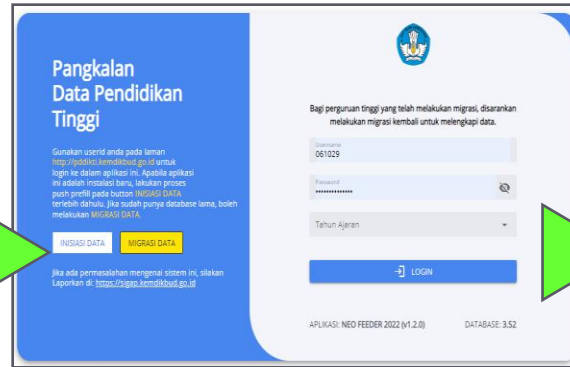 Pangkalan
Data Pendidikan
Tinggi
Gunakan userid anda pada laman
http://pddikti.kemdikbud.go.id untuk
login ke dalam aplikasi ini. Apabila aplikasi
ini adalah instalasi baru, lakukan proses
push prefill pada button INISIASI DATA
terlebih dahulu. Jika sudah punya database lama, boleh
melakukan MIGRASI DATA.
INISIASI DATA MIGRASI DATA
Jika ada permasalahan mengenai sistem ini, silakan
Laporkan di: https://sigap.kemdikbud.go.id
Bagi perguruan tinggi yang telah melakukan migrasi, disarankan
melakukan migrasi kembali untuk melengkapi data.
Username
061029
Password
Tahun Ajaran
LOGIN
APLIKASI: NEO FEEDER 2022 (v1.2.0) DATABASE: 3.52